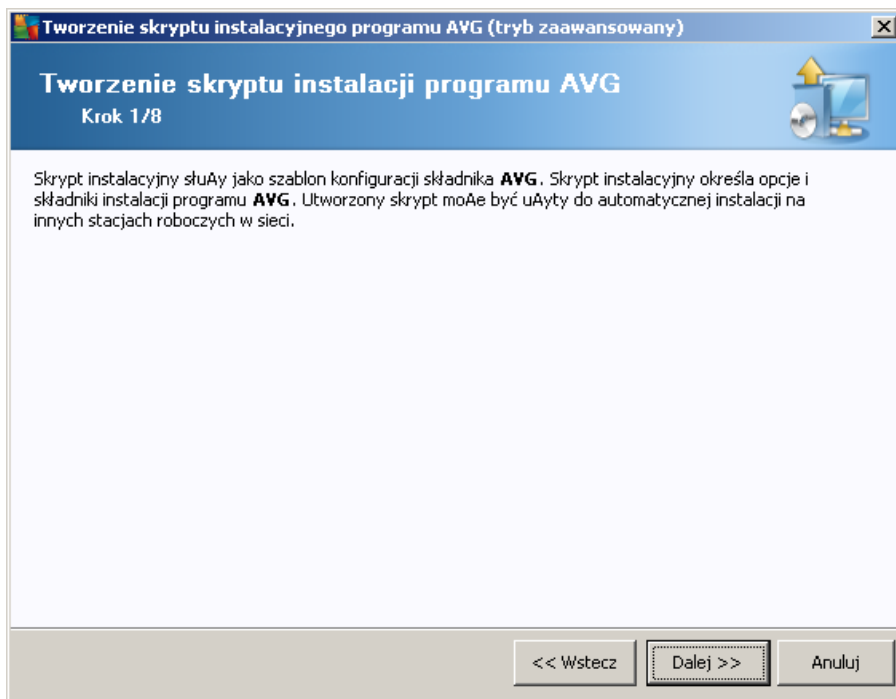 Tworzenie skryptu instalacyjnego programu AVG (tryb zaawansowany)
Tworzenie skryptu instalacji programu AVG
Krok 1/8
Skrypt instalacyjny słuAy jako szablon konfiguracji składnika AVG. Skrypt instalacyjny określa opcje i
składniki instalacji programu AVG. Utworzony skrypt moAe być uAyty do automatycznej instalacji na
innych stacjach roboczych w sieci.
<< Wstecz
Dalej >>
Anuluj